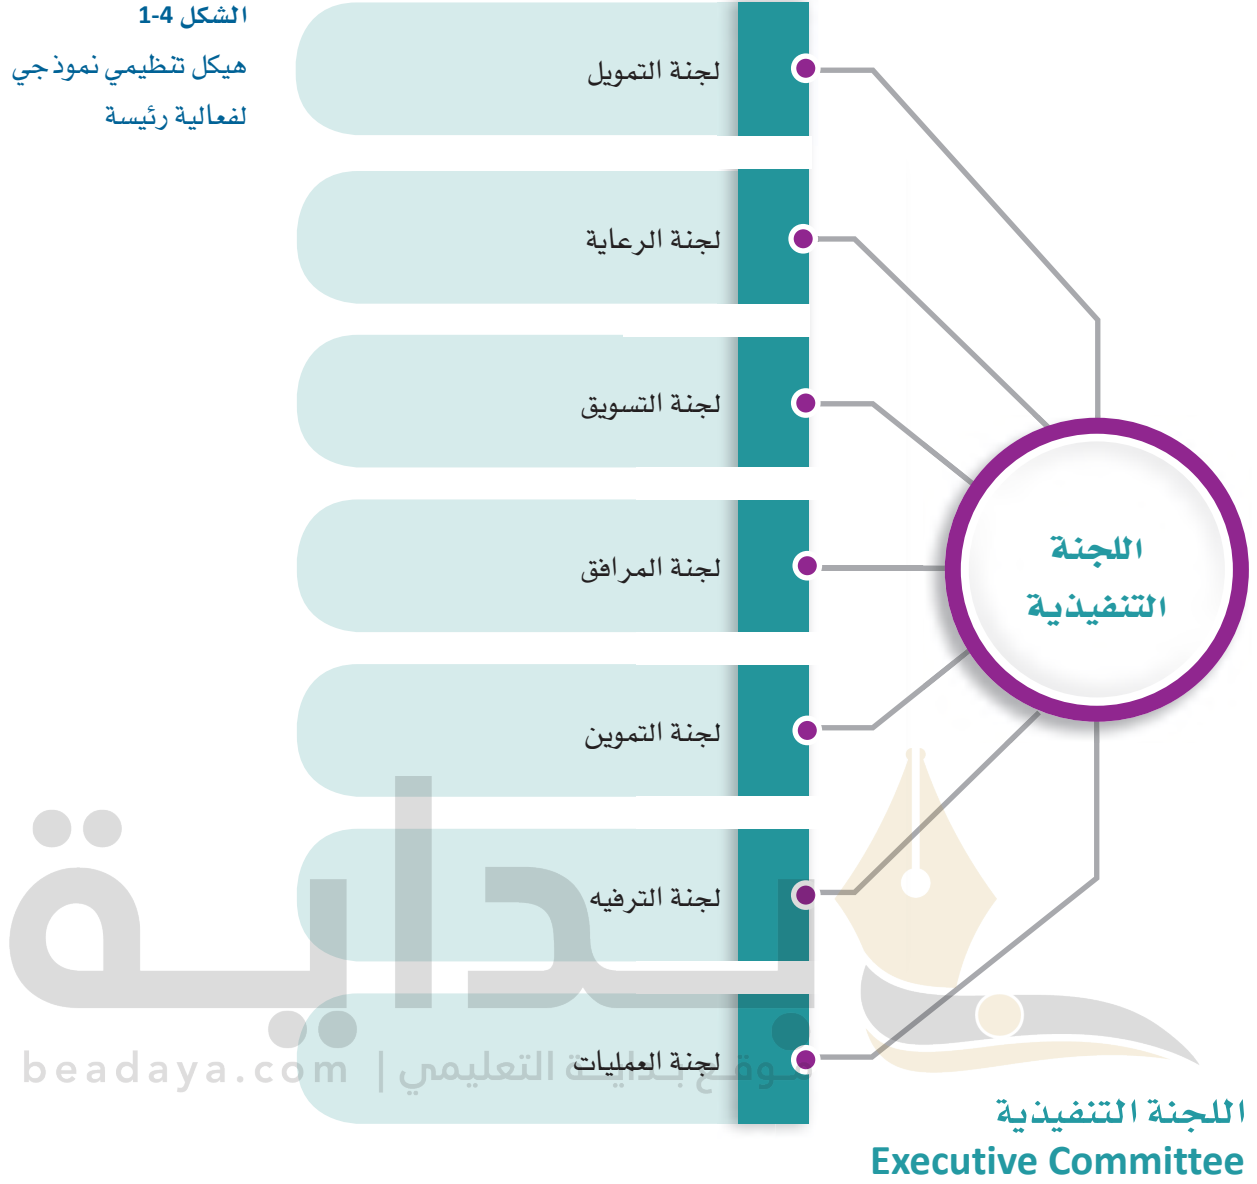 الشكل 4-1
هيكل تنظيمي نموذجي
لفعالية رئيسة
لجنة التمويل
لجنة الرعاية
لجنة التسويق
لجنة المرافق
لجنة التموين
لجنة الترفيه
لجنة العمليات
اللجنة
التنفيذية
بداية
موقع بداية التعليمي | beadaya.com
اللجنة التنفيذية
Executive Committee